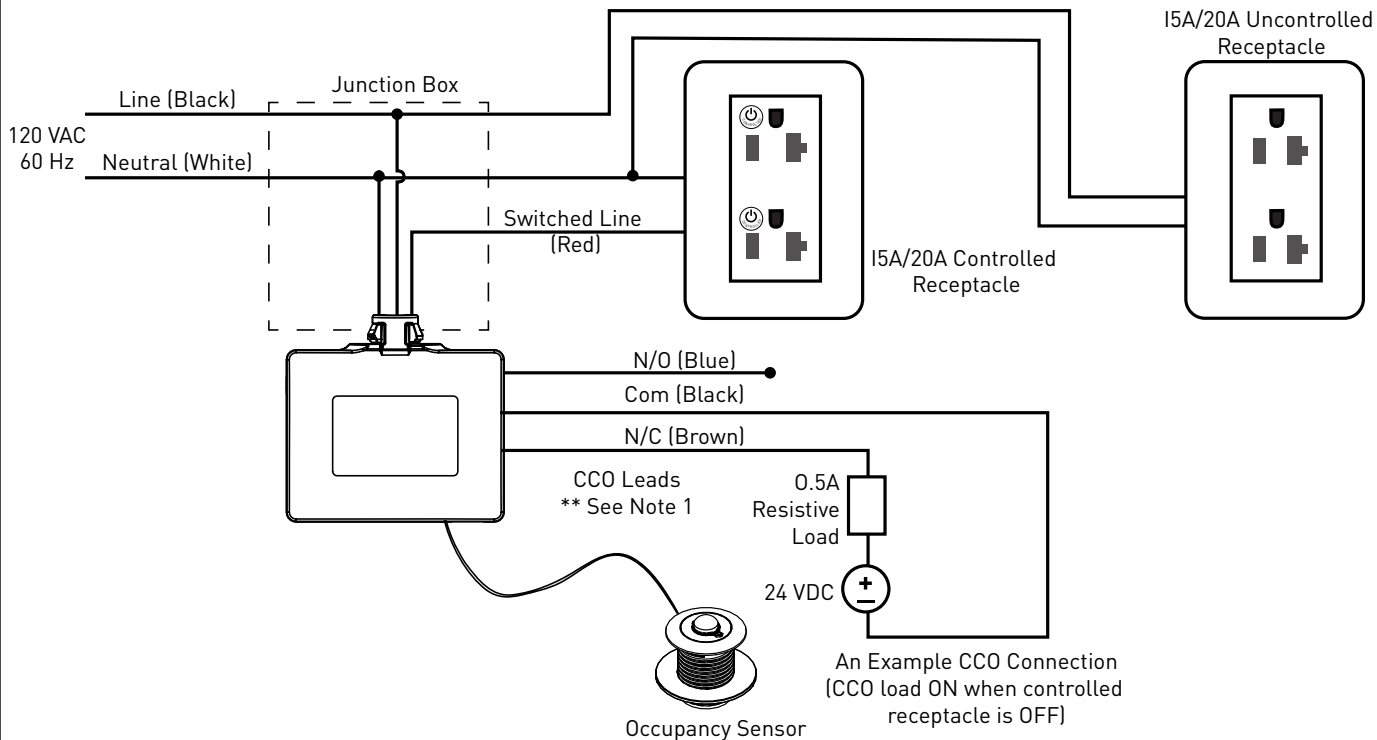 I5A/20A Uncontrolled
Receptacle
Junction Box
Line (Black)
120 VAC
60 Hz
Neutral (White)
Switched Line
(Red)
I5A/20A Controlled
Receptacle
N/O (Blue)
Com (Black)
N/C (Brown)
CCO Leads
** See Note 1
0.5A
Resistive
Load
24 VDC
+
–
An Example CCO Connection
(CCO load ON when controlled
receptacle is OFF)
Occupancy Sensor